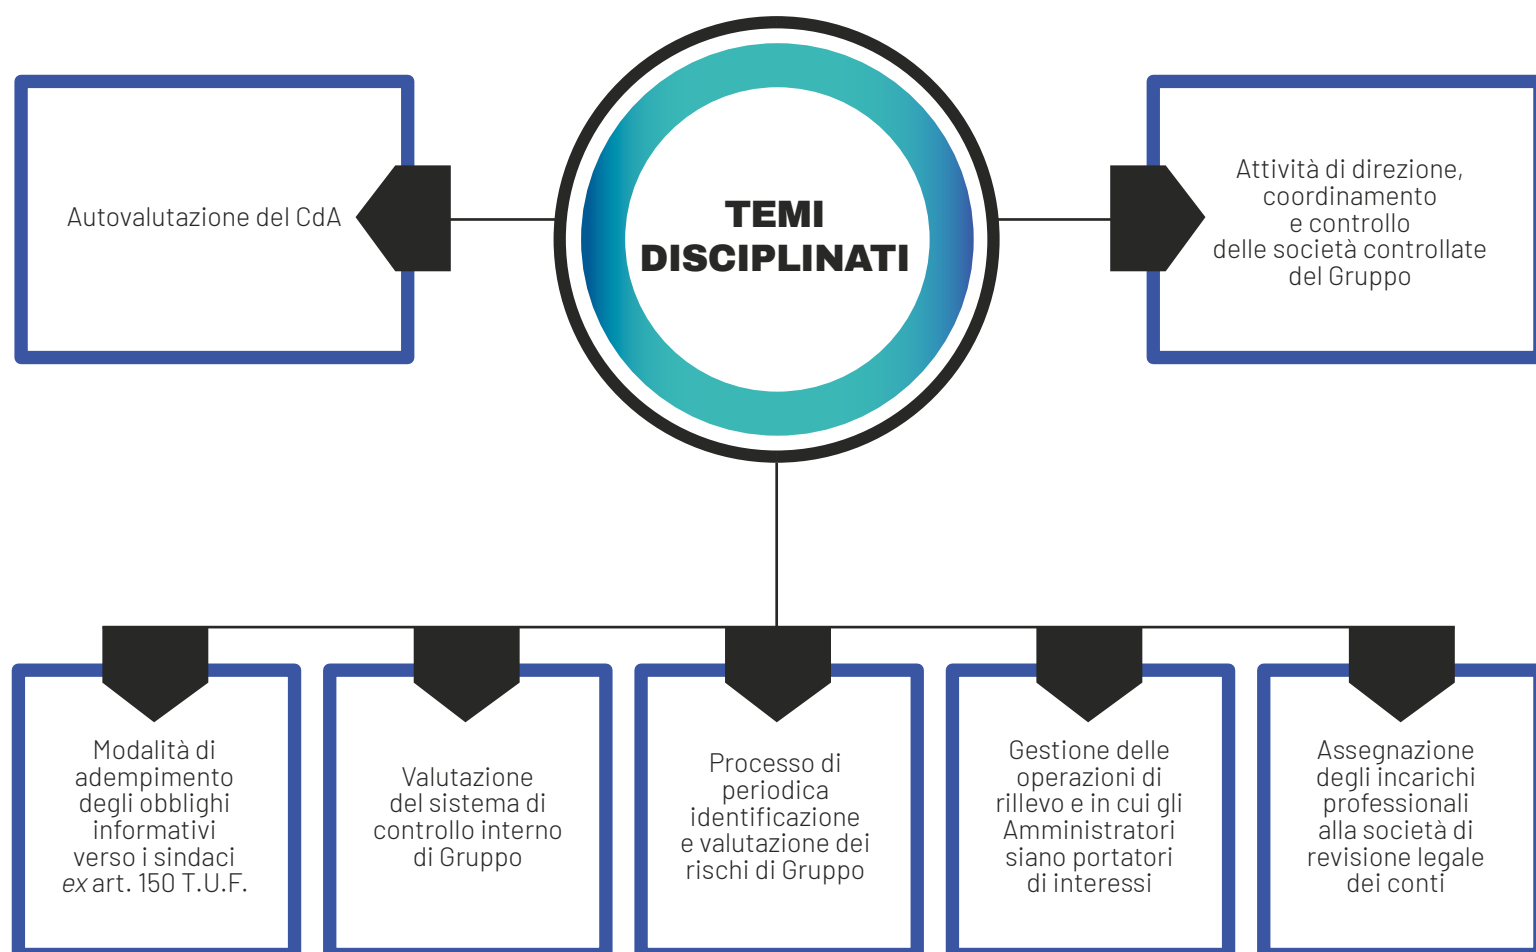 TEMI
DISCIPLINATI
Autovalutazione del CdA
Attività di direzione,
coordinamento
e controllo
delle società controllate
del Gruppo
Modalità di
adempimento
degli obblighi
informativi
verso i sindaci
ex art. 150 T.U.F.
Valutazione
del sistema di
controllo interno
di Gruppo
Processo di
periodica
identificazione
e valutazione dei
rischi di Gruppo
Gestione delle
operazioni di
rillevo e in cui gli
Amministratori
siano portatori
di interessi
Assegnazione
degli incarichi
professionali
alla società di
revisione legale
dei conti